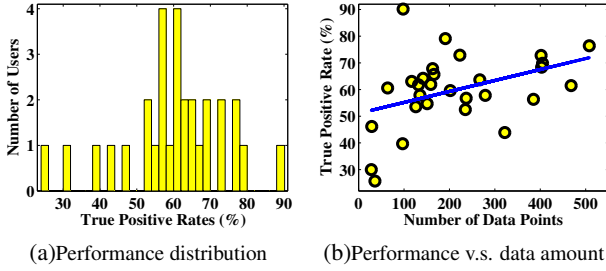 4
3
2
1
0
Number of Users
30 40 50 60 70 80 90
True Positive Rates (%)
(a)Performance distribution
90
80
70
60
50
40
30
True Positive Rate (%)
0 100 200 300 400 500
Number of Data Points
(b)Performance v.s. data amount